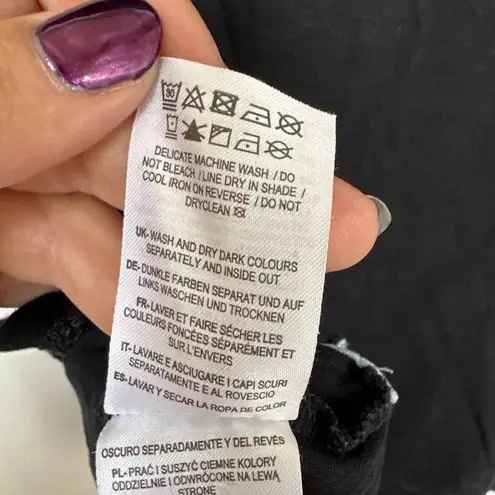 30
DELICATE MACHINE WASH / DO
NOT BLEACH / LINE DRY IN SHADE /
COOL IRON ON REVERSE / DO NOT
DRYCLEAN
UK- WASH AND DRY DARK COLOURS
SEPARATELY AND INSIDE OUT
DE- DUNKLE FARBEN SEPARAT UND AUF
LINKS WASCHEN UND TROCKNEN
FR- LAVER ET FAIRE SÉCHER LES
COULEURS FONCÉES SÉPARÉMENT ET
SUR L'ENVERS
IT- LAVARE E ASCIUGARE I CAPI SCURI
SEPARATAMENTE E AL ROVESCIO
ES- LAVAR Y SECAR LA ROPA DE COLOR
OSCURO SEPARADAMENTE Y DEL REVÉS
PL- PRAĆ I SUSZYĆ CIEMNE KOLORY
ODDZIELNIE I ODWRÓCONE NA LEWĄ
STRONĘ